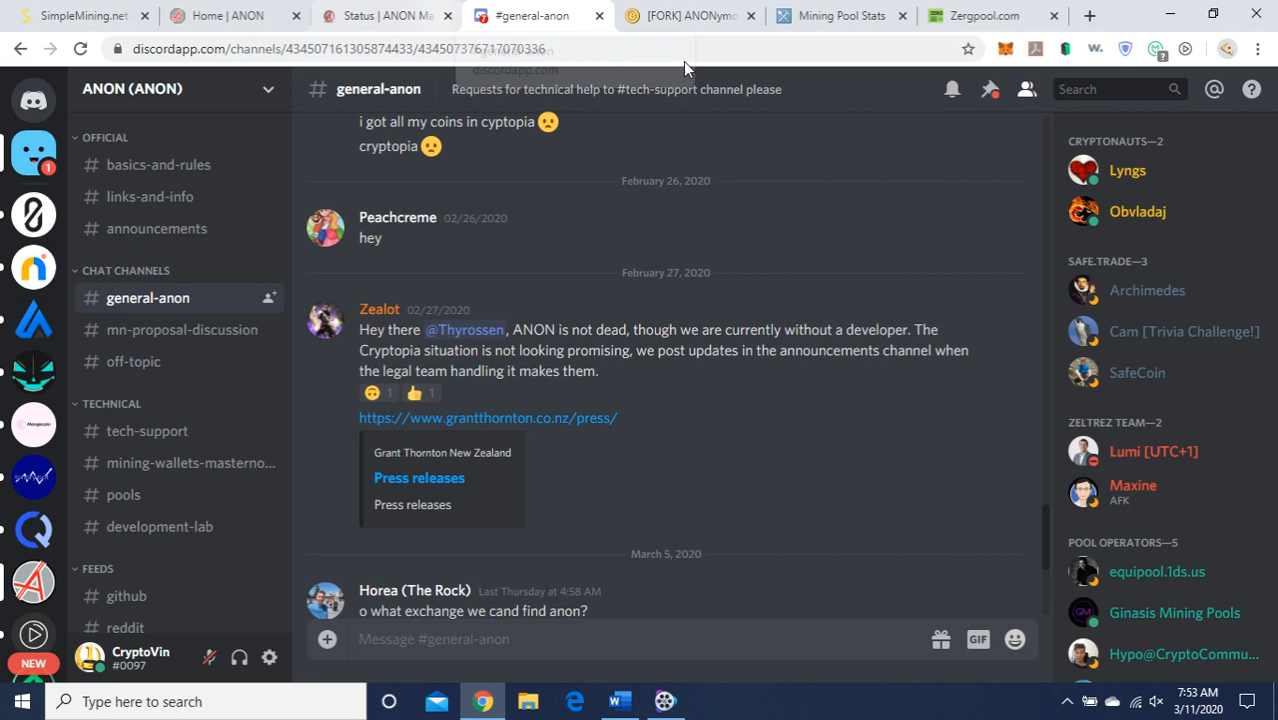 SimpleMining.net
Home | ANON
Status | ANON Ma
#general-anon
[FORK] ANONymo
Mining Pool Stats
Zergpool.com
discordapp.com/channels/434507161305874433/434507376717070336
discordapp.com
ANON (ANON)
# general-anon
Requests for technical help to #tech-support channel please
Search
OFFICIAL
# basics-and-rules
# links-and-info
# announcements
CHAT CHANNELS
# general-anon
# mn-proposal-discussion
# off-topic
TECHNICAL
# tech-support
# mining-wallets-masterno...
# pools
# development-lab
FEEDS
# github
# reddit
NEW
CryptoVin
#0097
i got all my coins in cyptopia
cryptopia
February 26, 2020
Peachcreme 02/26/2020
hey
February 27, 2020
Zealot 02/27/2020
Hey there @Thyrossen, ANON is not dead, though we are currently without a developer. The
Cryptopia situation is not looking promising, we post updates in the announcements channel when
the legal team handling it makes them.
1 1
https://www.grantthornton.co.nz/press/
Grant Thornton New Zealand
Press releases
Press releases
March 5, 2020
Horea (The Rock) Last Thursday at 4:58 AM
o what exchange we cand find anon?
Message #general-anon
GIF
CRYPTONAUTS—2
Lyngs
Obvladaj
SAFE.TRADE—3
Archimedes
Cam [Trivia Challenge!]
SafeCoin
ZELTREZ TEAM—2
Lumi [UTC+1]
Maxine
AFK
POOL OPERATORS—5
equipool.1ds.us
Ginasis Mining Pools
Hypo@CryptoCommu...
Type here to search
7:53 AM
3/11/2020